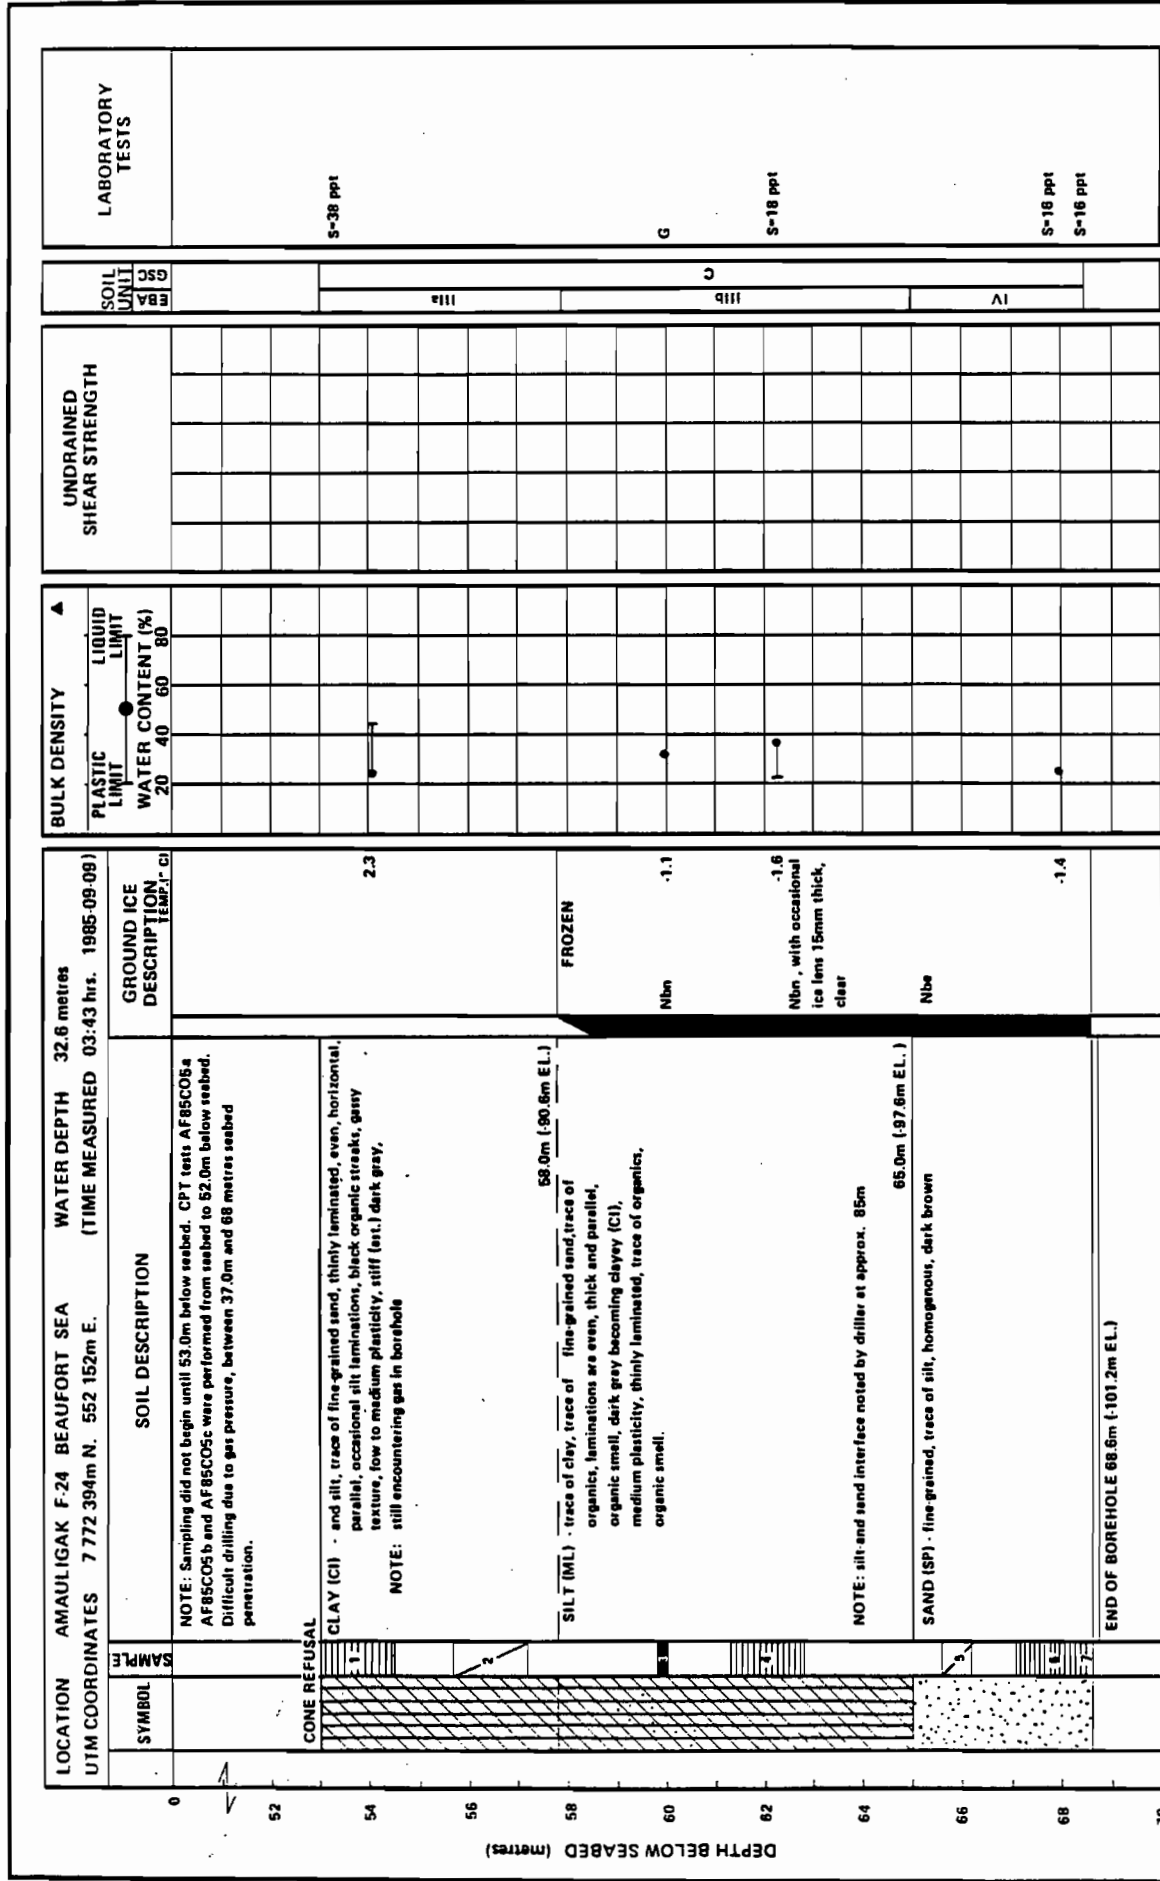 LOCATION AMAULIGAK F-24 BEAUFORT SEA WATER DEPTH 32.6 metres
UTM COORDINATES 7 772 394m N. 552 152m E. (TIME MEASURED 03:43 hrs. 1985-09-09)
SYMBOL
SAMPLE
SOIL DESCRIPTION
GROUND ICE
DESCRIPTION
TEMP.(° C)
BULK DENSITY ▲
PLASTIC
LIMIT
LIQUID
LIMIT
WATER CONTENT (%)
20 40 60 80
UNDRAINED
SHEAR STRENGTH
SOIL
UNIT
EBA
GSC
LABORATORY
TESTS
DEPTH BELOW SEABED (metres)
0
52
54
56
58
60
62
64
66
68
NOTE: Sampling did not begin until 53.0m below seabed. CPT tests AF85CO5a
AF85CO5b and AF85CO5c were performed from seabed to 52.0m below seabed.
Difficult drilling due to gas pressure, between 37.0m and 68 metres seabed
penetration.
CONE REFUSAL
CLAY (CI) - and silt, trace of fine-grained sand, thinly laminated, even, horizontal,
parallel, occasional silt laminations, black organic streaks, gassy
texture, low to medium plasticity, stiff (est.) dark gray,
NOTE: still encountering gas in borehole
58.0m (-90.6m EL.)
SILT (ML) - trace of clay, trace of fine-grained sand, trace of
organics, laminations are even, thick and parallel,
organic smell, dark gray becoming clayey (CI),
medium plasticity, thinly laminated, trace of organics,
organic smell.
NOTE: silt-and sand interface noted by driller at approx. 85m
65.0m (-97.6m EL.)
SAND (SP) - fine-grained, trace of silt, homogenous, dark brown
END OF BOREHOLE 68.6m (-101.2m EL.)
1
2
3
4
5
6
7
2.3
FROZEN
Nbn -1.1
-1.6
Nbn, with occasional
ice lens 15mm thick,
clear
Nbe
-1.4
IIIa
IIIb
IV
C
S=38 ppt
G
S=18 ppt
S=18 ppt
S=16 ppt